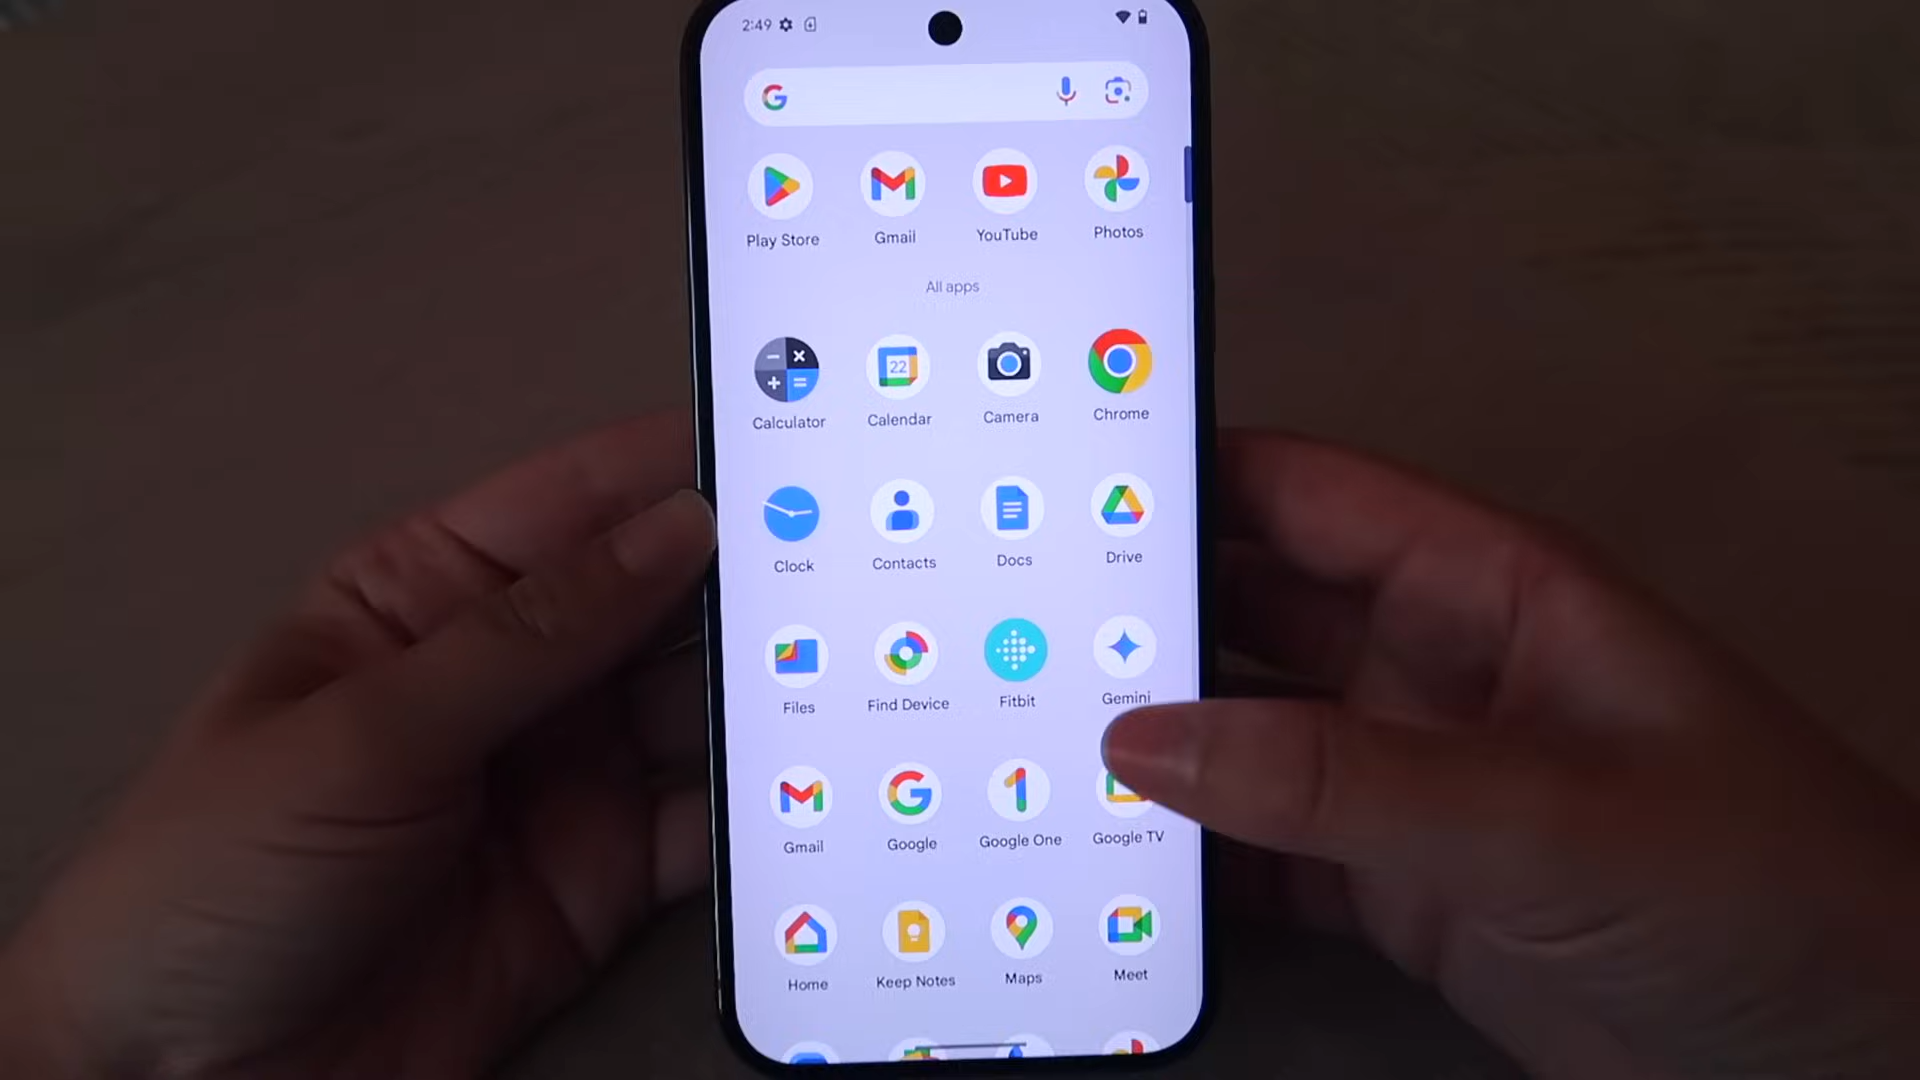 2:49
Play Store Gmail YouTube Photos
All apps
22
Calculator Calendar Camera Chrome
Clock Contacts Docs Drive
Files Find Device Fitbit Gemini
Gmail Google Google One Google TV
Home Keep Notes Maps Meet